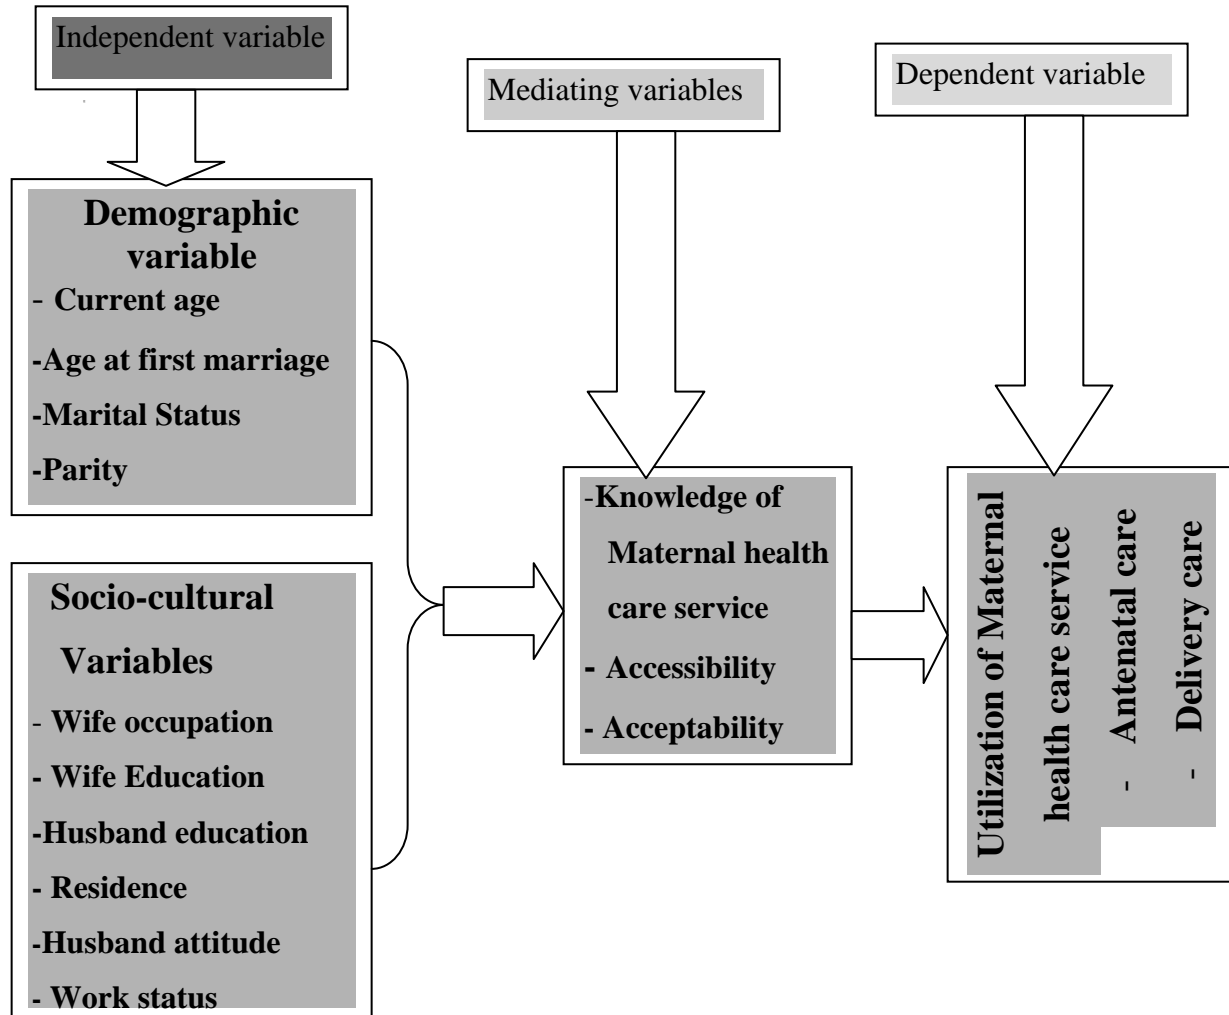 Independent variable
Mediating variables
Dependent variable
Demographic
variable
- Current age
-Age at first marriage
-Marital Status
-Parity
Socio-cultural
Variables
- Wife occupation
- Wife Education
-Husband education
- Residence
-Husband attitude
- Work status
-Knowledge of
Maternal health
care service
- Accessibility
- Acceptability
Utilization of Maternal
health care service
- Antenatal care
- Delivery care